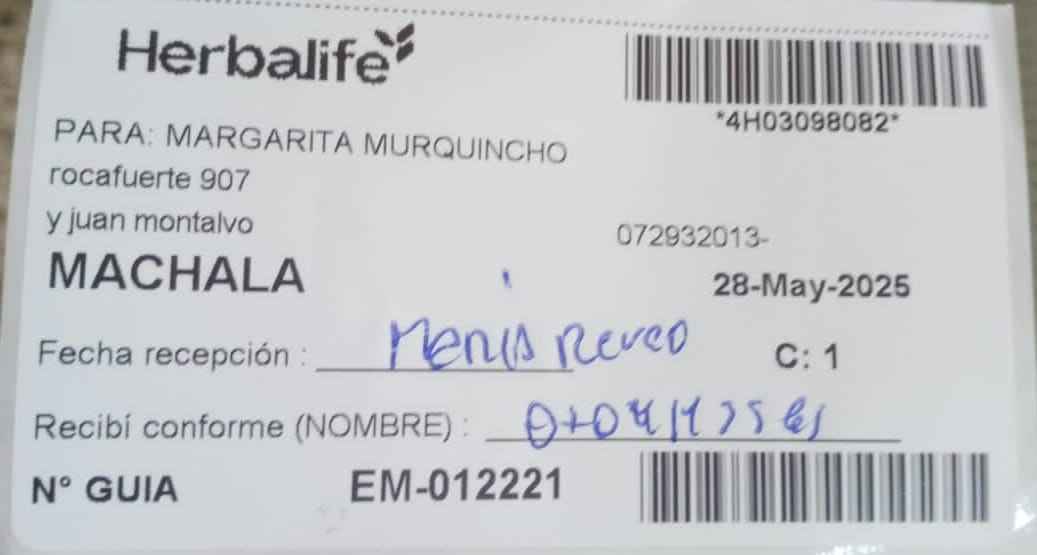 Herbalife
*4H03098082*
PARA: MARGARITA MURQUINCHO
rocafuerte 907
y juan montalvo
072932013-
MACHALA
28-May-2025
Fecha recepción :
C: 1
Recibí conforme (NOMBRE) :
N° GUIA EM-012221